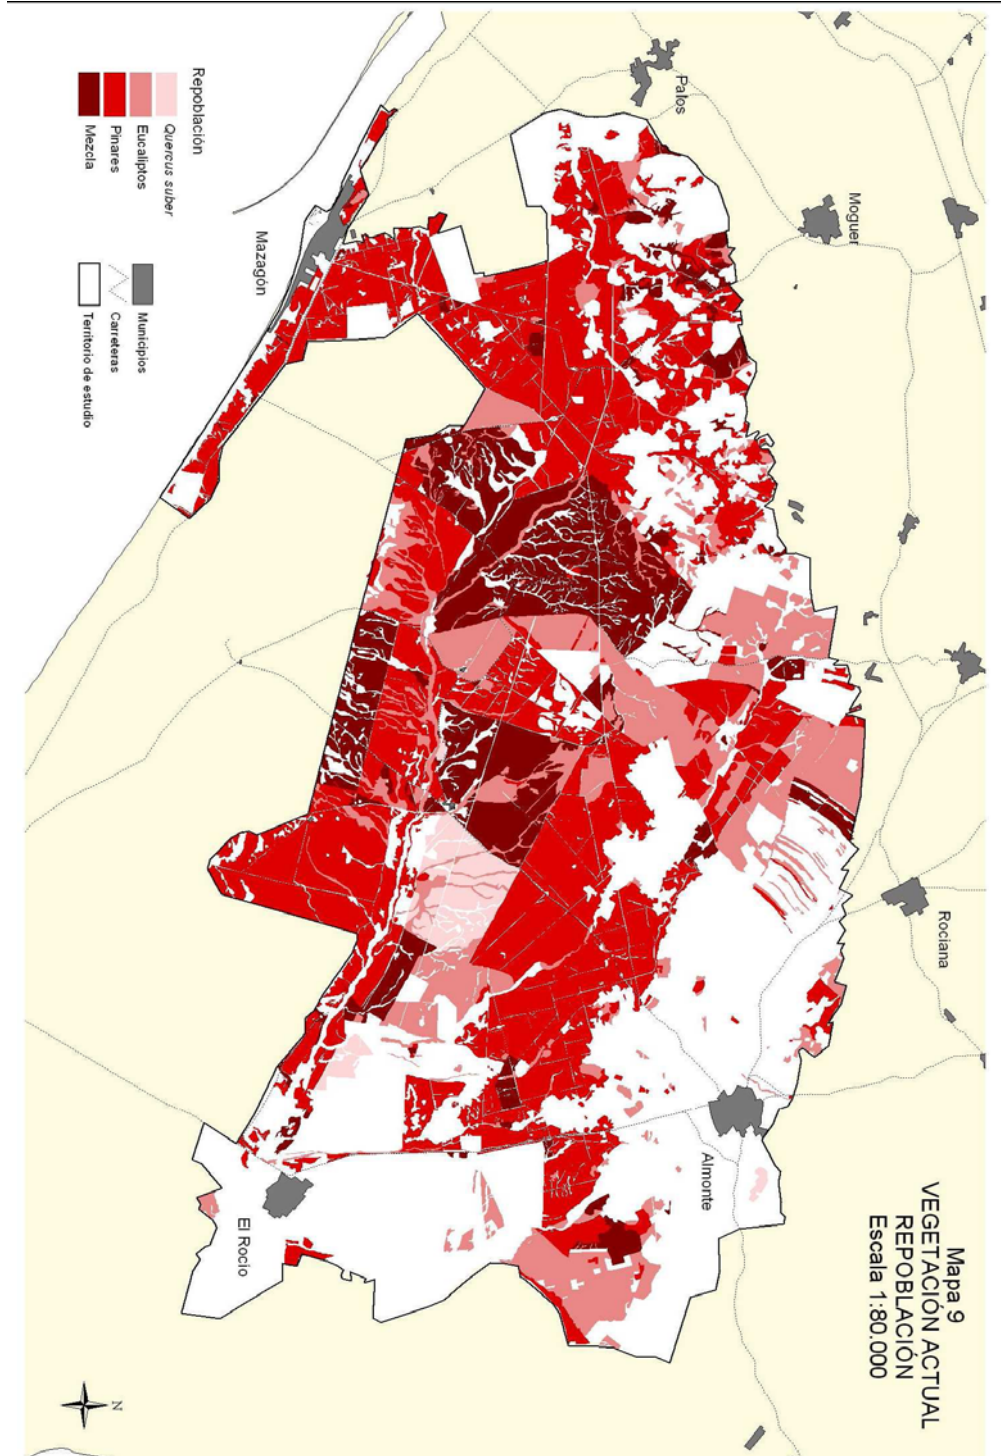 Mapa 9
VEGETACIÓN ACTUAL
REPOBLACIÓN
Escala 1:80.000
Palos
Moguer
Mazagón
Rociana
Almonte
El Rocio
Repoblación
Quercus suber
Eucaliptos
Pinares
Mezcla
Municipios
Carreteras
Territorio de estudio
N